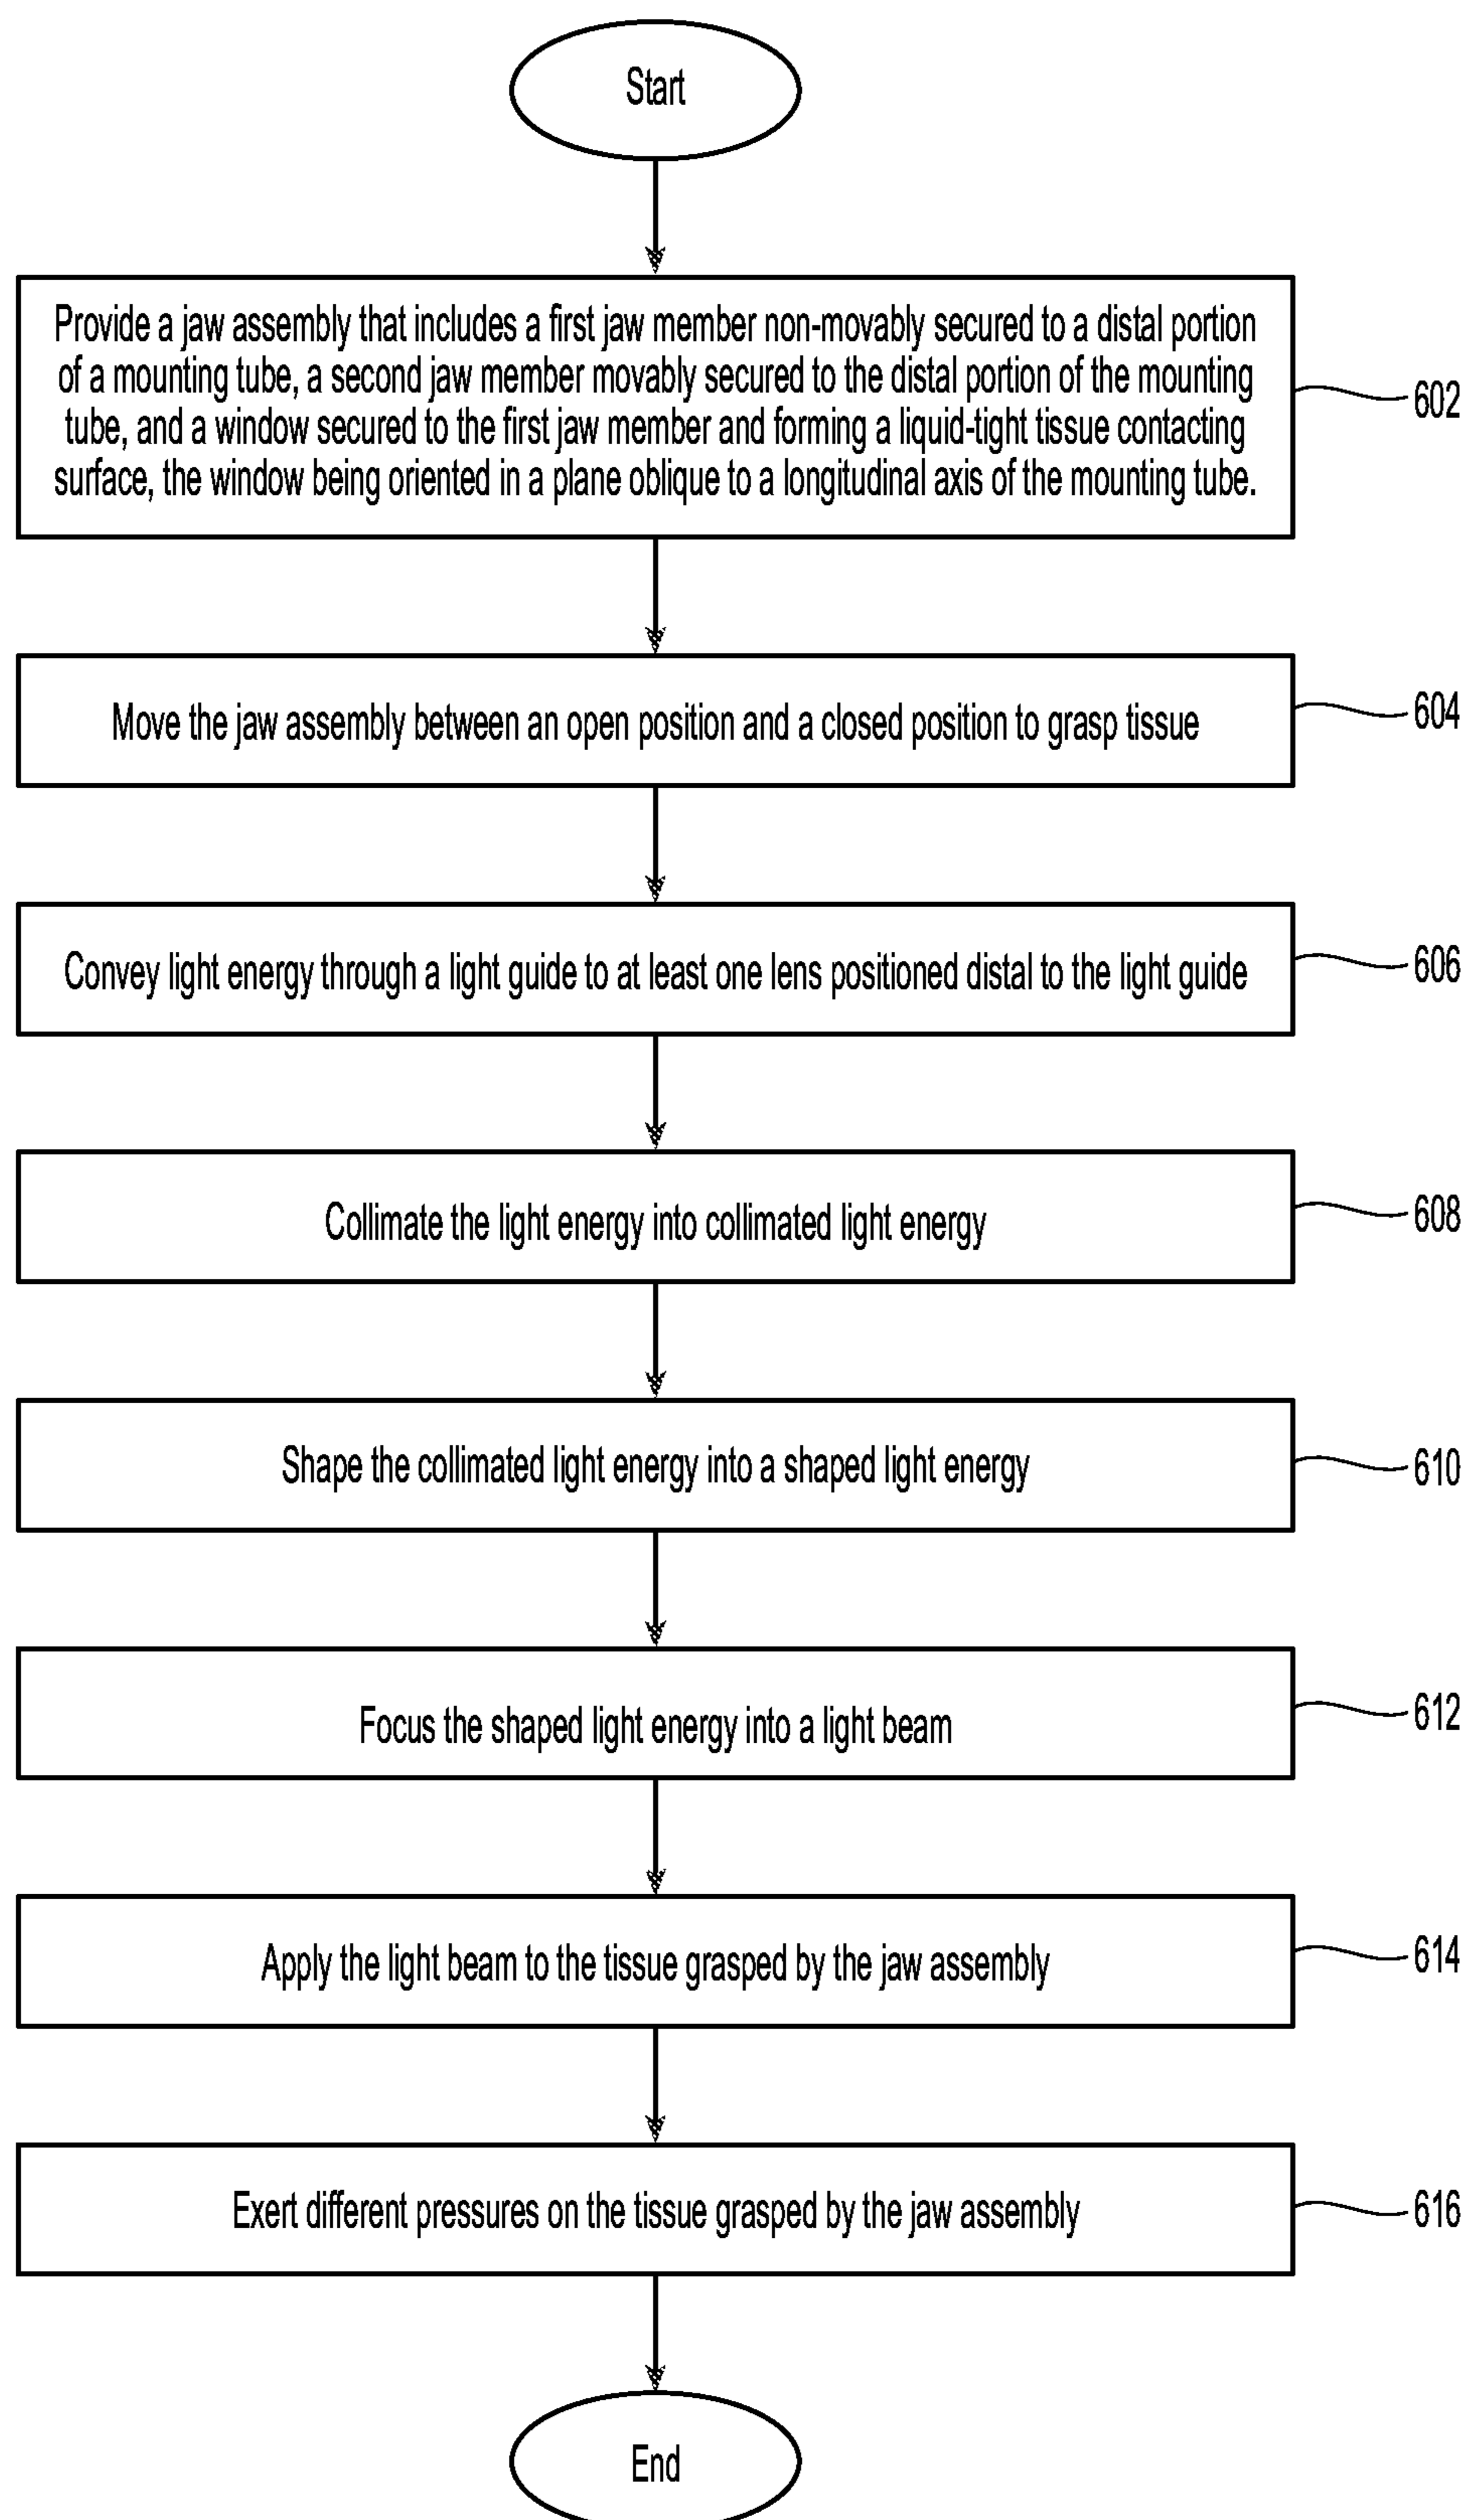 Start
Provide a jaw assembly that includes a first jaw member non-movably secured to a distal portion
of a mounting tube, a second jaw member movably secured to the distal portion of the mounting
tube, and a window secured to the first jaw member and forming a liquid-tight tissue contacting
surface, the window being oriented in a plane oblique to a longitudinal axis of the mounting tube.
602
Move the jaw assembly between an open position and a closed position to grasp tissue
604
Convey light energy through a light guide to at least one lens positioned distal to the light guide
606
Collimate the light energy into collimated light energy
608
Shape the collimated light energy into a shaped light energy
610
Focus the shaped light energy into a light beam
612
Apply the light beam to the tissue grasped by the jaw assembly
614
Exert different pressures on the tissue grasped by the jaw assembly
616
End